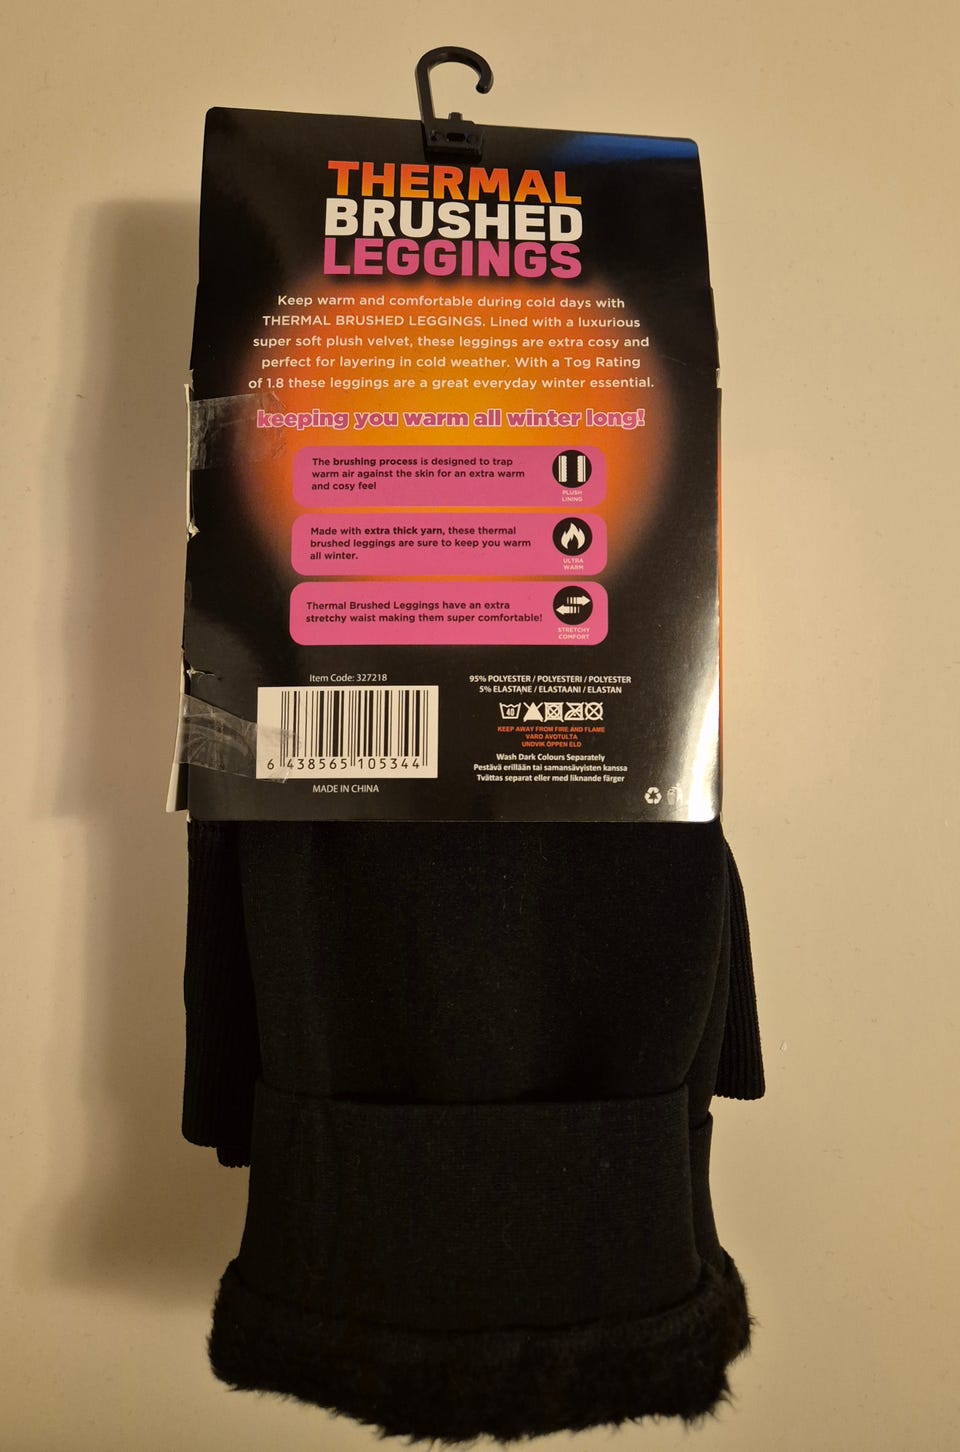 THERMAL
BRUSHED
LEGGINGS
Keep warm and comfortable during cold days with
THERMAL BRUSHED LEGGINGS. Lined with a luxurious
super soft plush velvet, these leggings are extra cosy and
perfect for layering in cold weather. With a Tog Rating
of 1.8 these leggings are a great everyday winter essential.
keeping you warm all winter long!
The brushing process is designed to trap
warm air against the skin for an extra warm
and cosy feel
PLUSH
LINING
Made with extra thick yarn, these thermal
brushed leggings are sure to keep you warm
all winter.
ULTRA
WARM
Thermal Brushed Leggings have an extra
stretchy waist making them super comfortable!
STRETCHY
COMFORT
Item Code: 327218
6 438565 105344
MADE IN CHINA
95% POLYESTER / POLYESTERI / POLYESTER
5% ELASTANE / ELASTAANI / ELASTAN
40
KEEP AWAY FROM FIRE AND FLAME
VARO AVOTULTA
UNDVIK ÖPPEN ELD
Wash Dark Colours Separately
Pestävä erillään tai samansävyisten kanssa
Tvättas separat eller med liknande färger